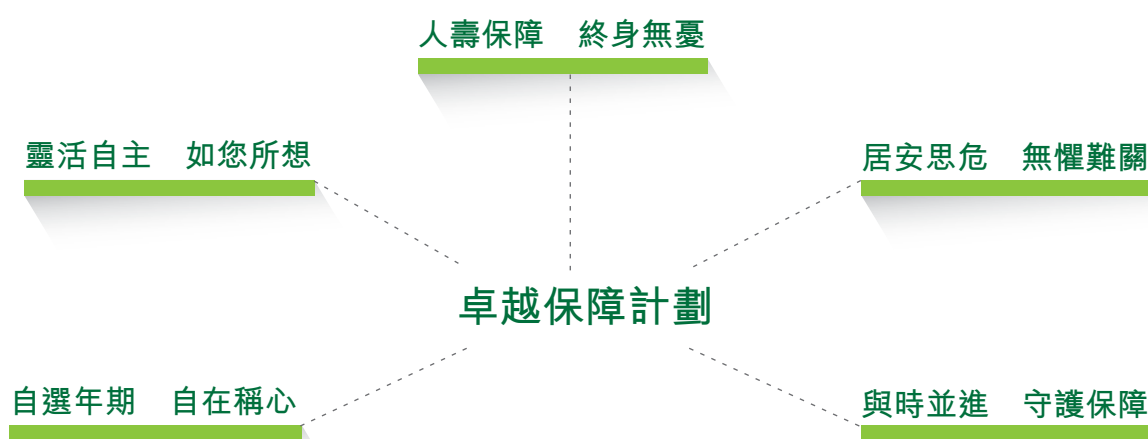 人壽保障　終身無憂
靈活自主　如您所想
居安思危　無懼難關
卓越保障計劃
自選年期　自在稱心
與時並進　守護保障